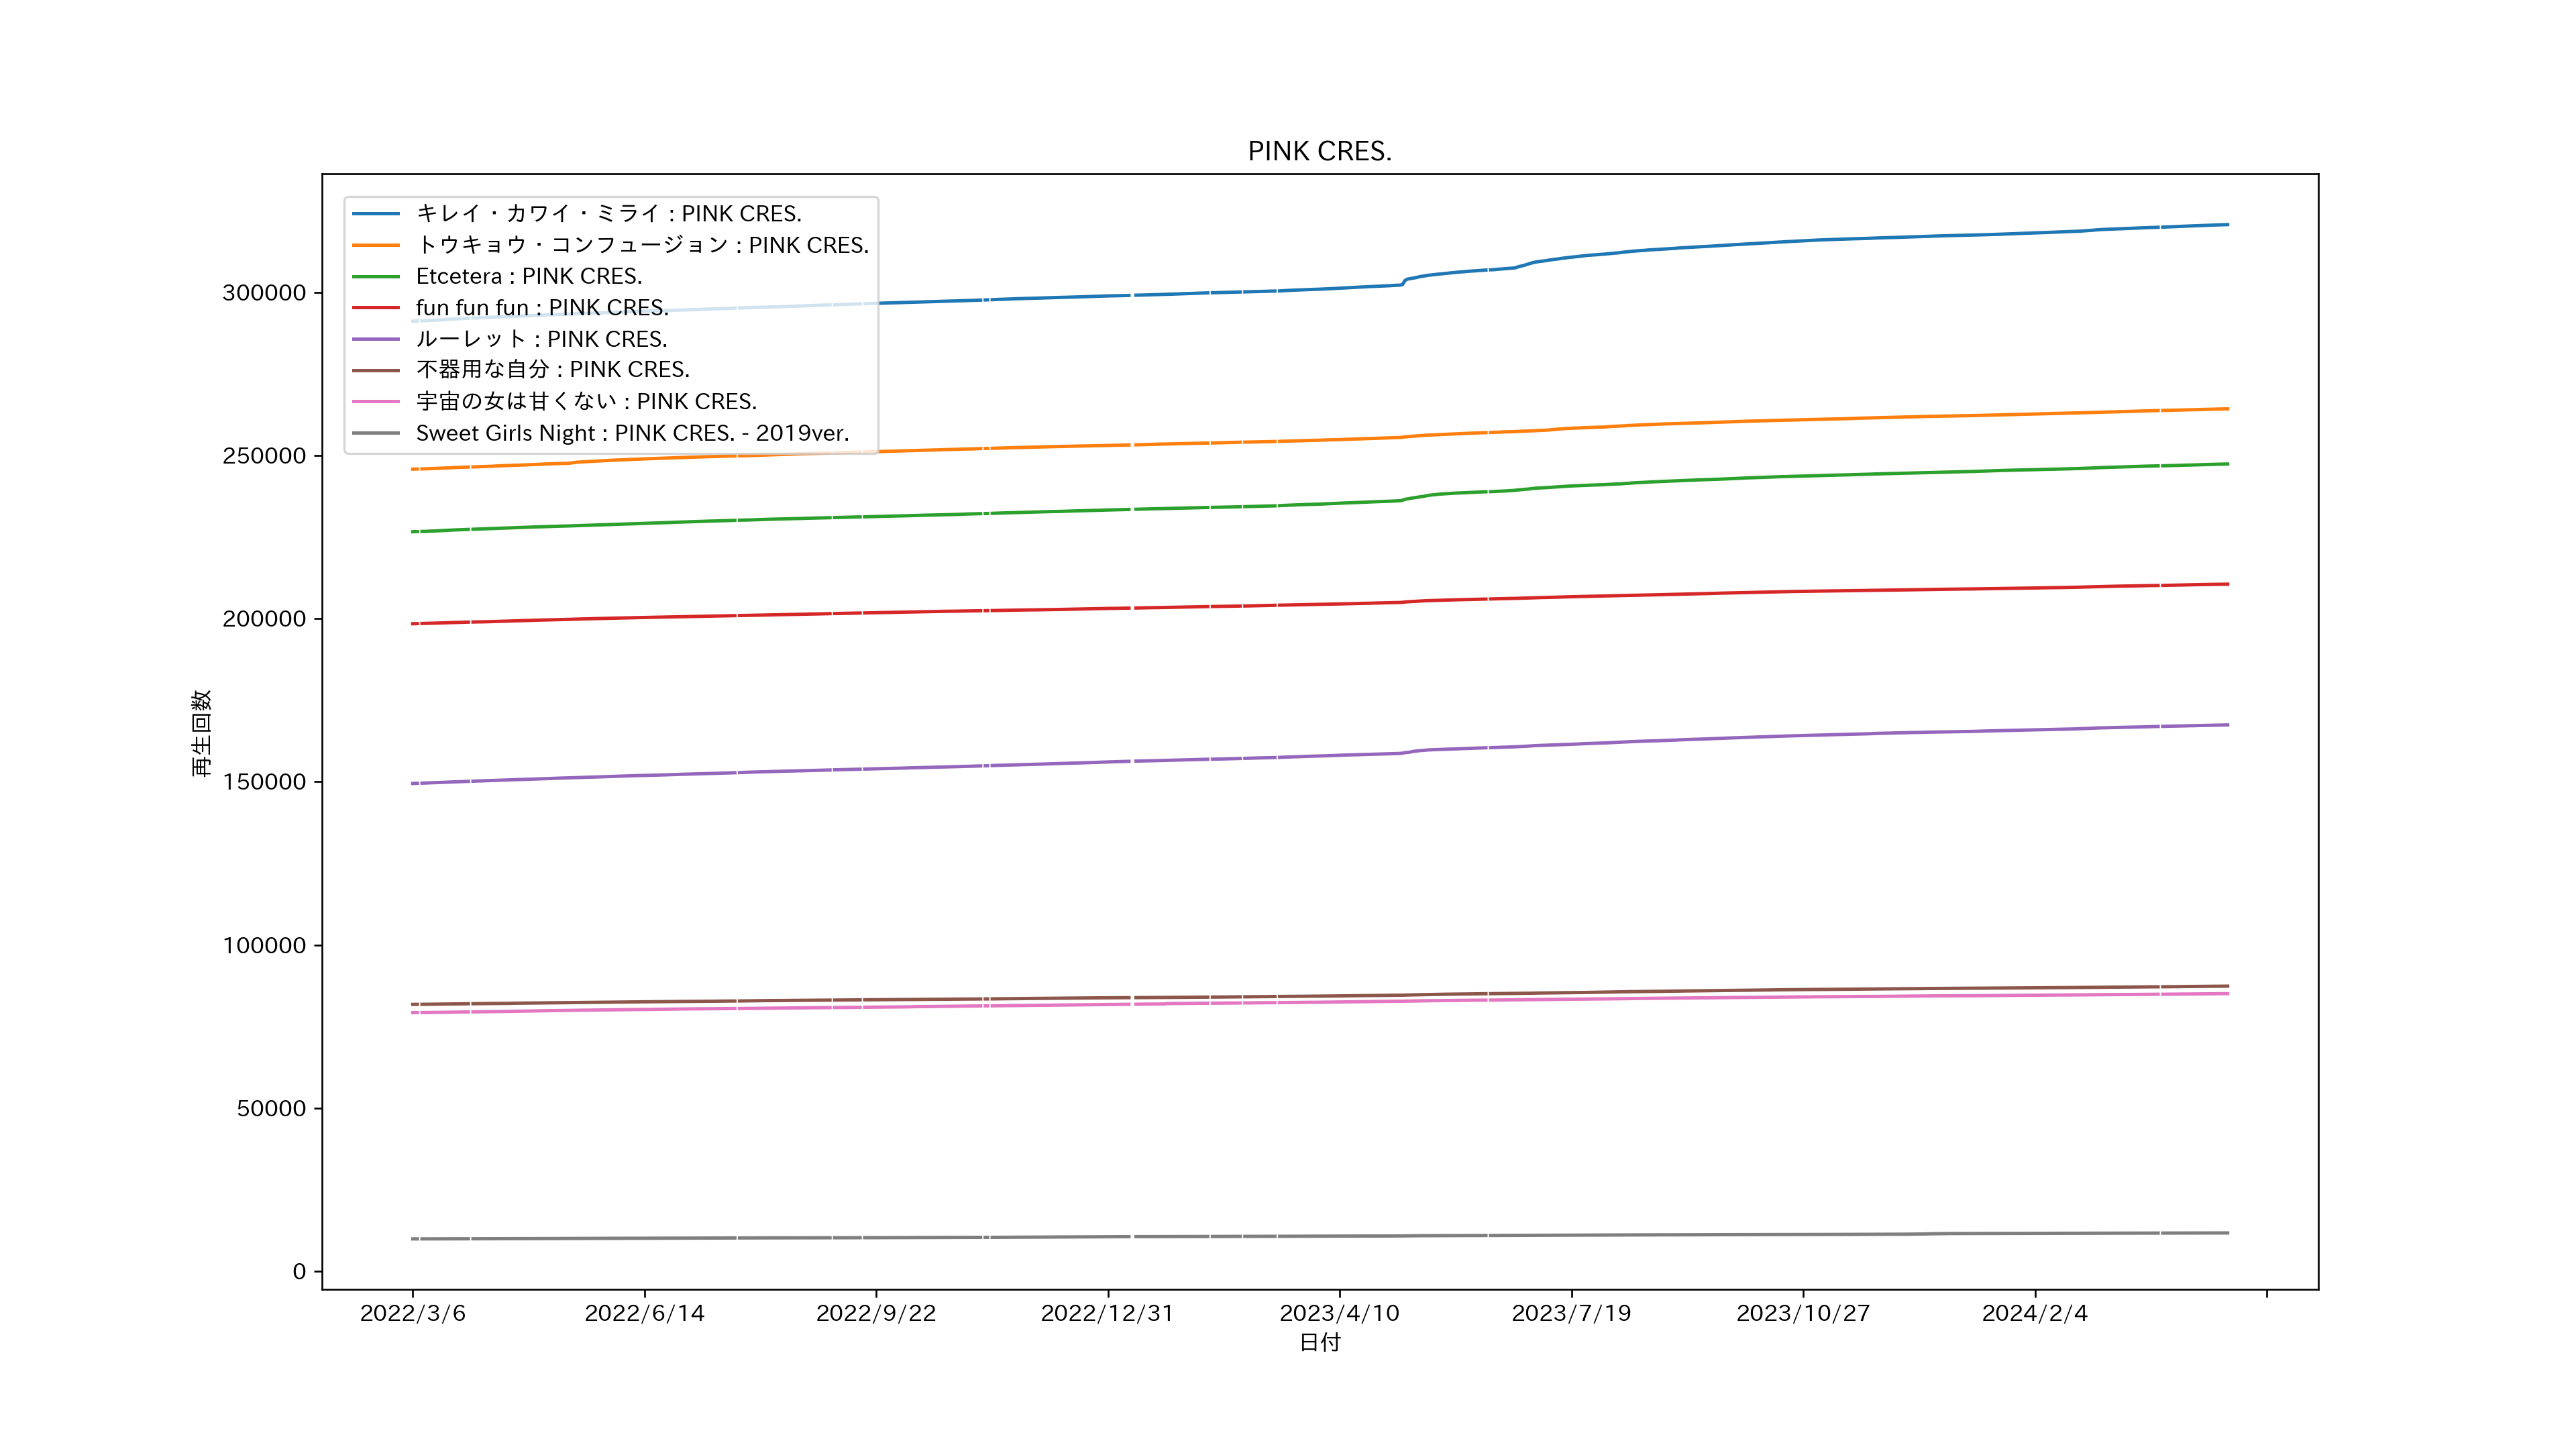 PINK CRES.
キレイ・カワイ・ミライ : PINK CRES.
トウキョウ・コンフュージョン : PINK CRES.
Etcetera : PINK CRES.
fun fun fun : PINK CRES.
ルーレット : PINK CRES.
不器用な自分 : PINK CRES.
宇宙の女は甘くない : PINK CRES.
Sweet Girls Night : PINK CRES. - 2019ver.
300000
250000
200000
150000
100000
50000
0
再生回数
2022/3/6
2022/6/14
2022/9/22
2022/12/31
2023/4/10
2023/7/19
2023/10/27
2024/2/4
日付